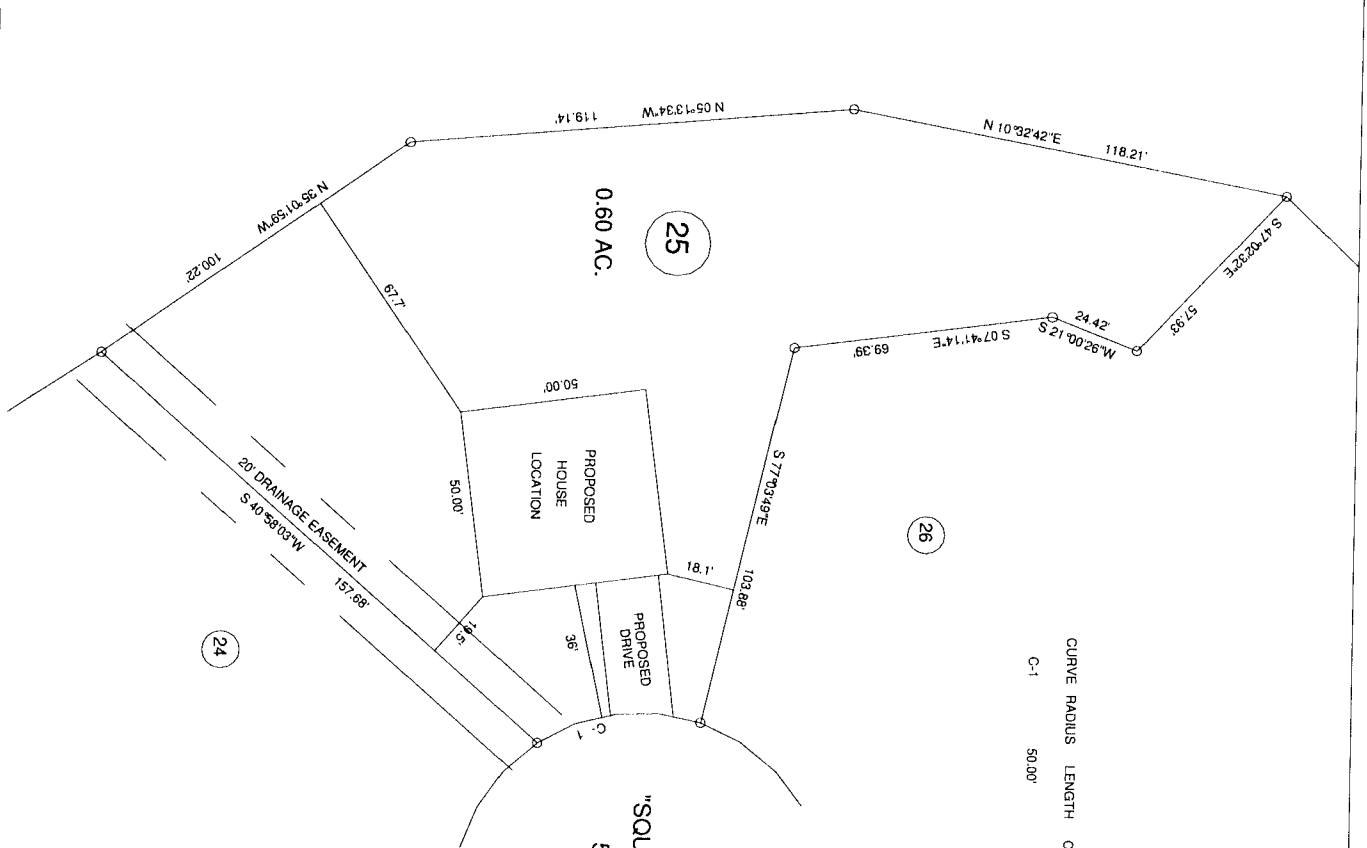 N 05°13'34"W
119.14'
N 10°32'42"E
118.21'
S 47°02'32"E
57.93'
24.42'
S 21°00'26"W
S 07°41'14"E
69.39'
N 35°01'59"W
100.22'
25
0.60 AC.
67.7'
50.00'
50.00'
PROPOSED
HOUSE
LOCATION
S 77°03'49"E
103.88'
18.1'
26
20' DRAINAGE EASEMENT
S 40°58'03"W
157.68'
19.5'
36'
PROPOSED
DRIVE
C-1
24
CURVE RADIUS LENGTH
C-1 50.00'
"SQU